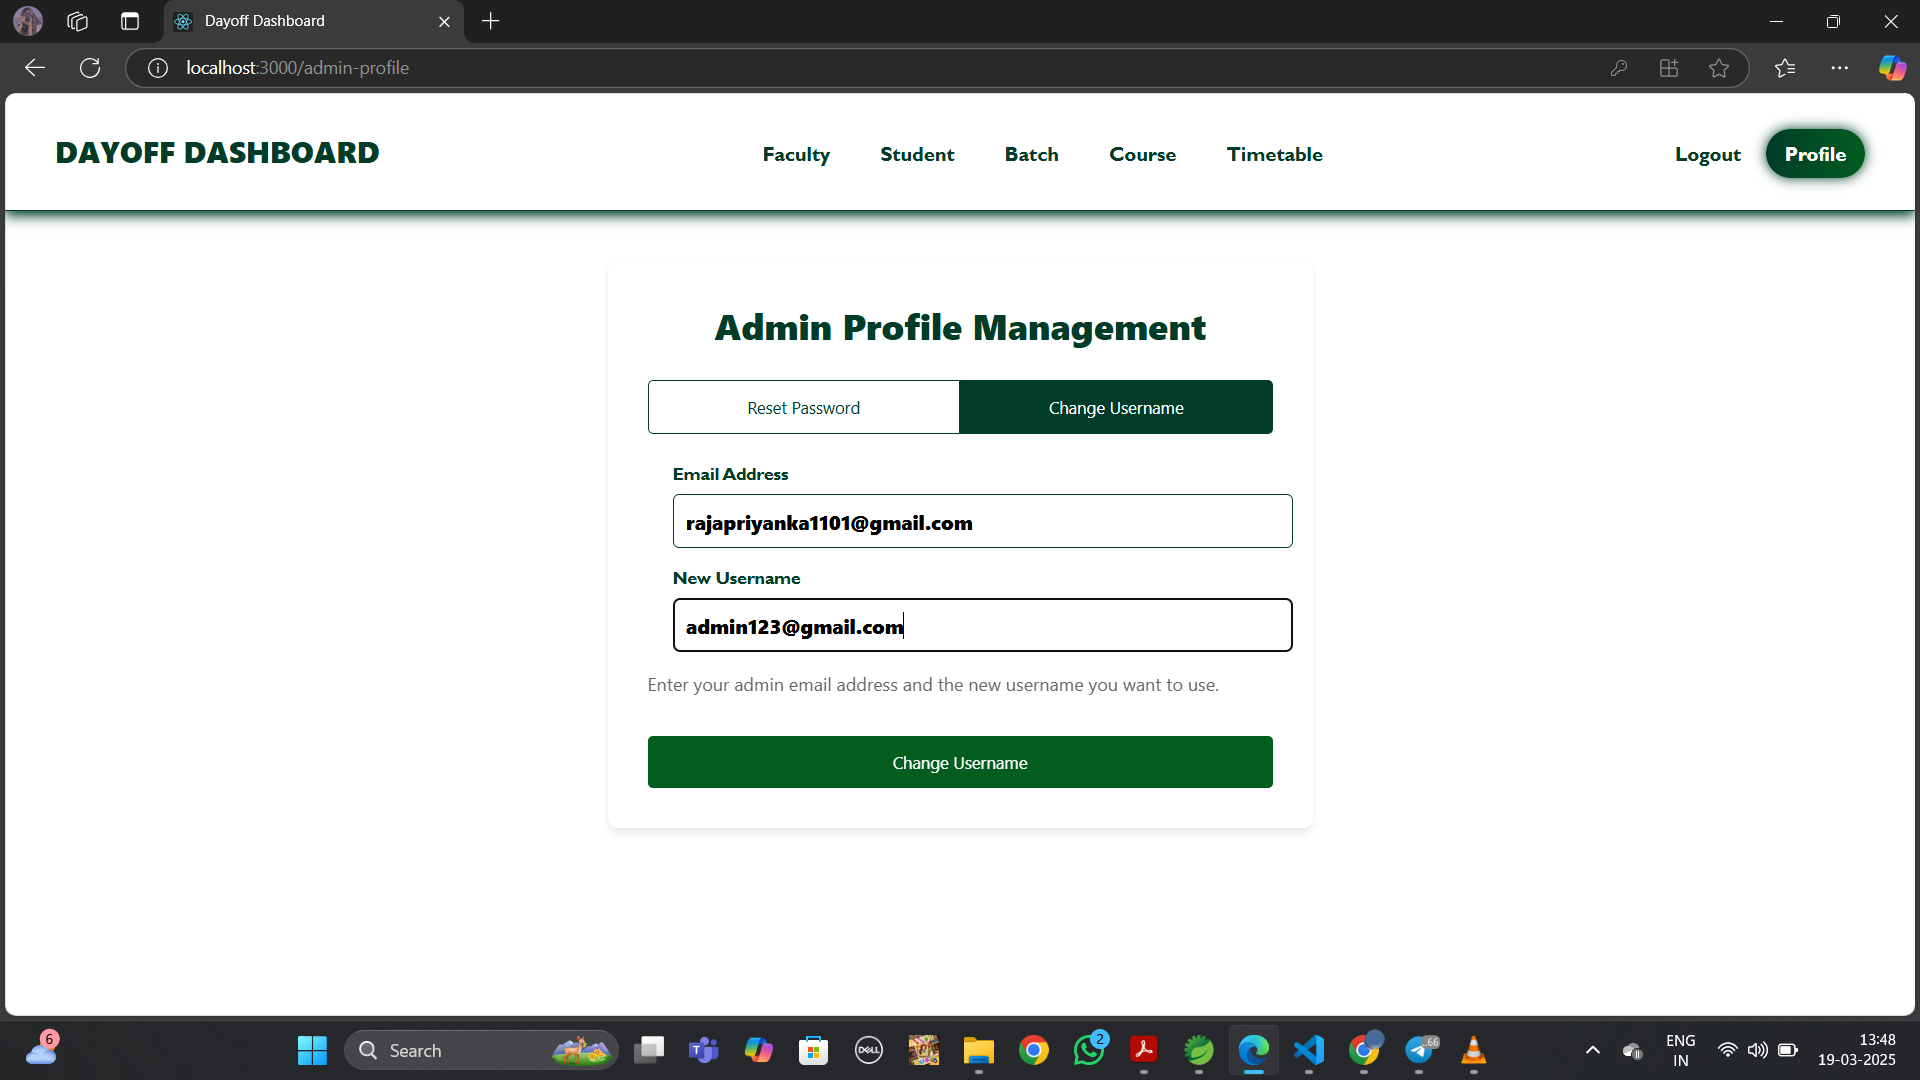 Dayoff Dashboard
localhost:3000/admin-profile
DAYOFF DASHBOARD
Faculty
Student
Batch
Course
Timetable
Logout
Profile
Admin Profile Management
Reset Password
Change Username
Email Address
rajapriyanka1101@gmail.com
New Username
admin123@gmail.com
Enter your admin email address and the new username you want to use.
Change Username
6
Search
T
DELL
2
66
ENG
IN
13:48
19-03-2025